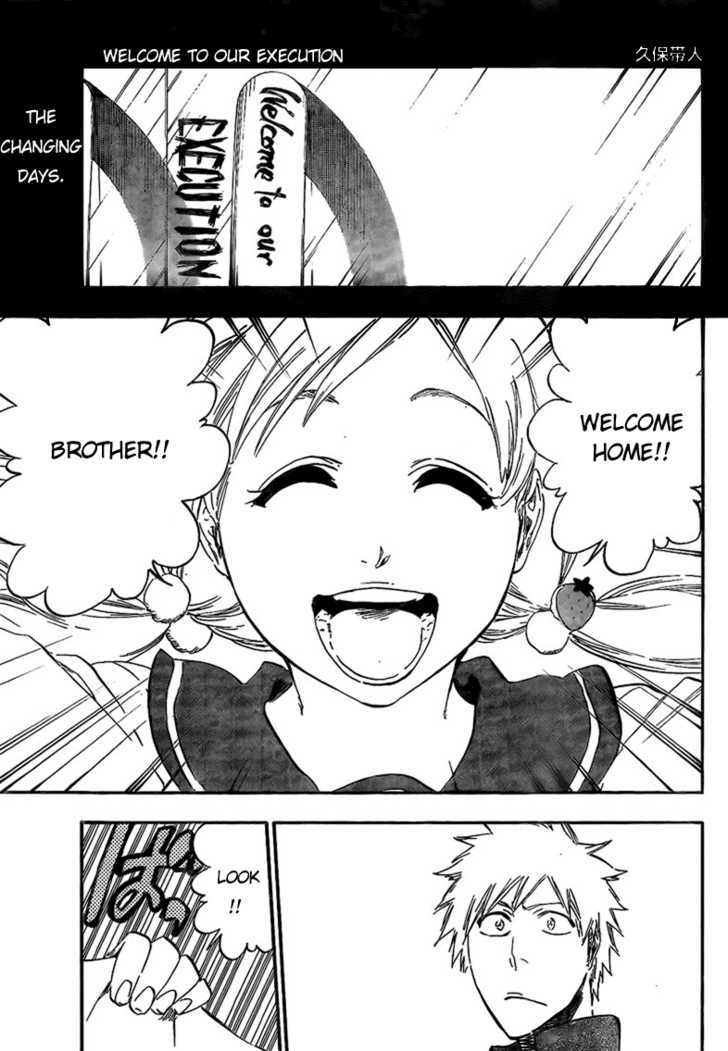 WELCOME TO OUR EXECUTION
久保帯人
THE
CHANGING
DAYS.
Welcome to our
EXECUTION
WELCOME
HOME!!
BROTHER!!
LOOK
!!
ばっ